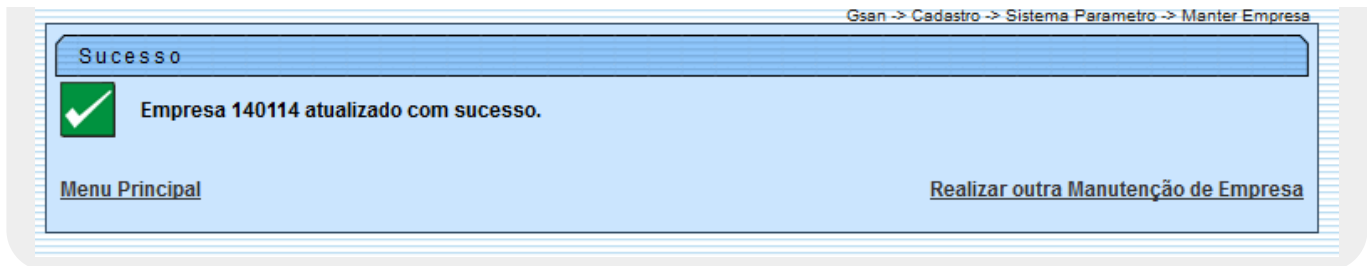 Gsan -> Cadastro -> Sistema Parametro -> Manter Empresa
Sucesso
Empresa 140114 atualizado com sucesso.
Menu Principal
Realizar outra Manutenção de Empresa